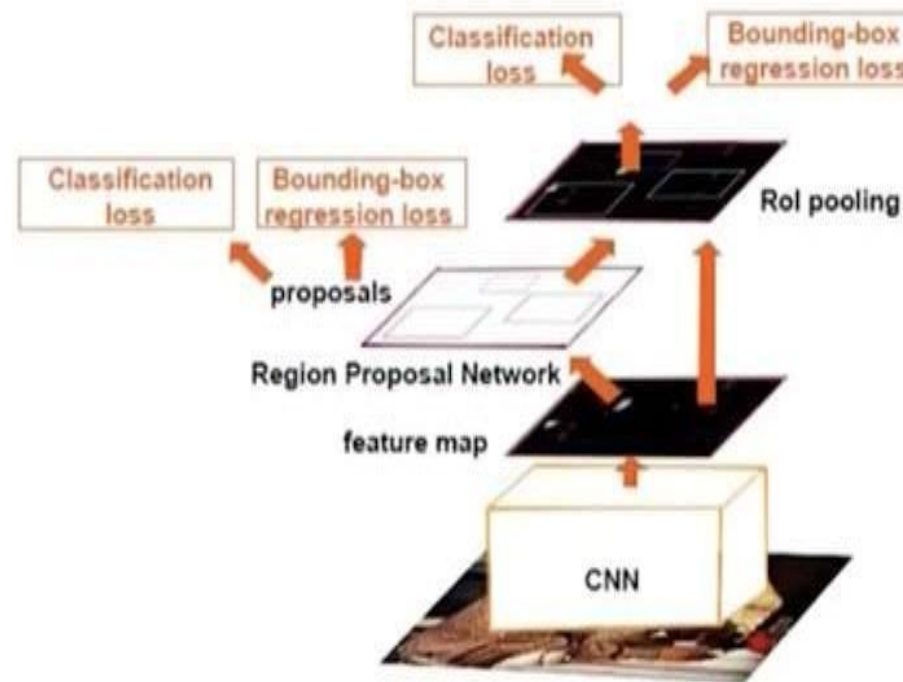 Classification
loss
Bounding-box
regression loss
Classification
loss
Bounding-box
regression loss
RoI pooling
proposals
Region Proposal Network
feature map
CNN